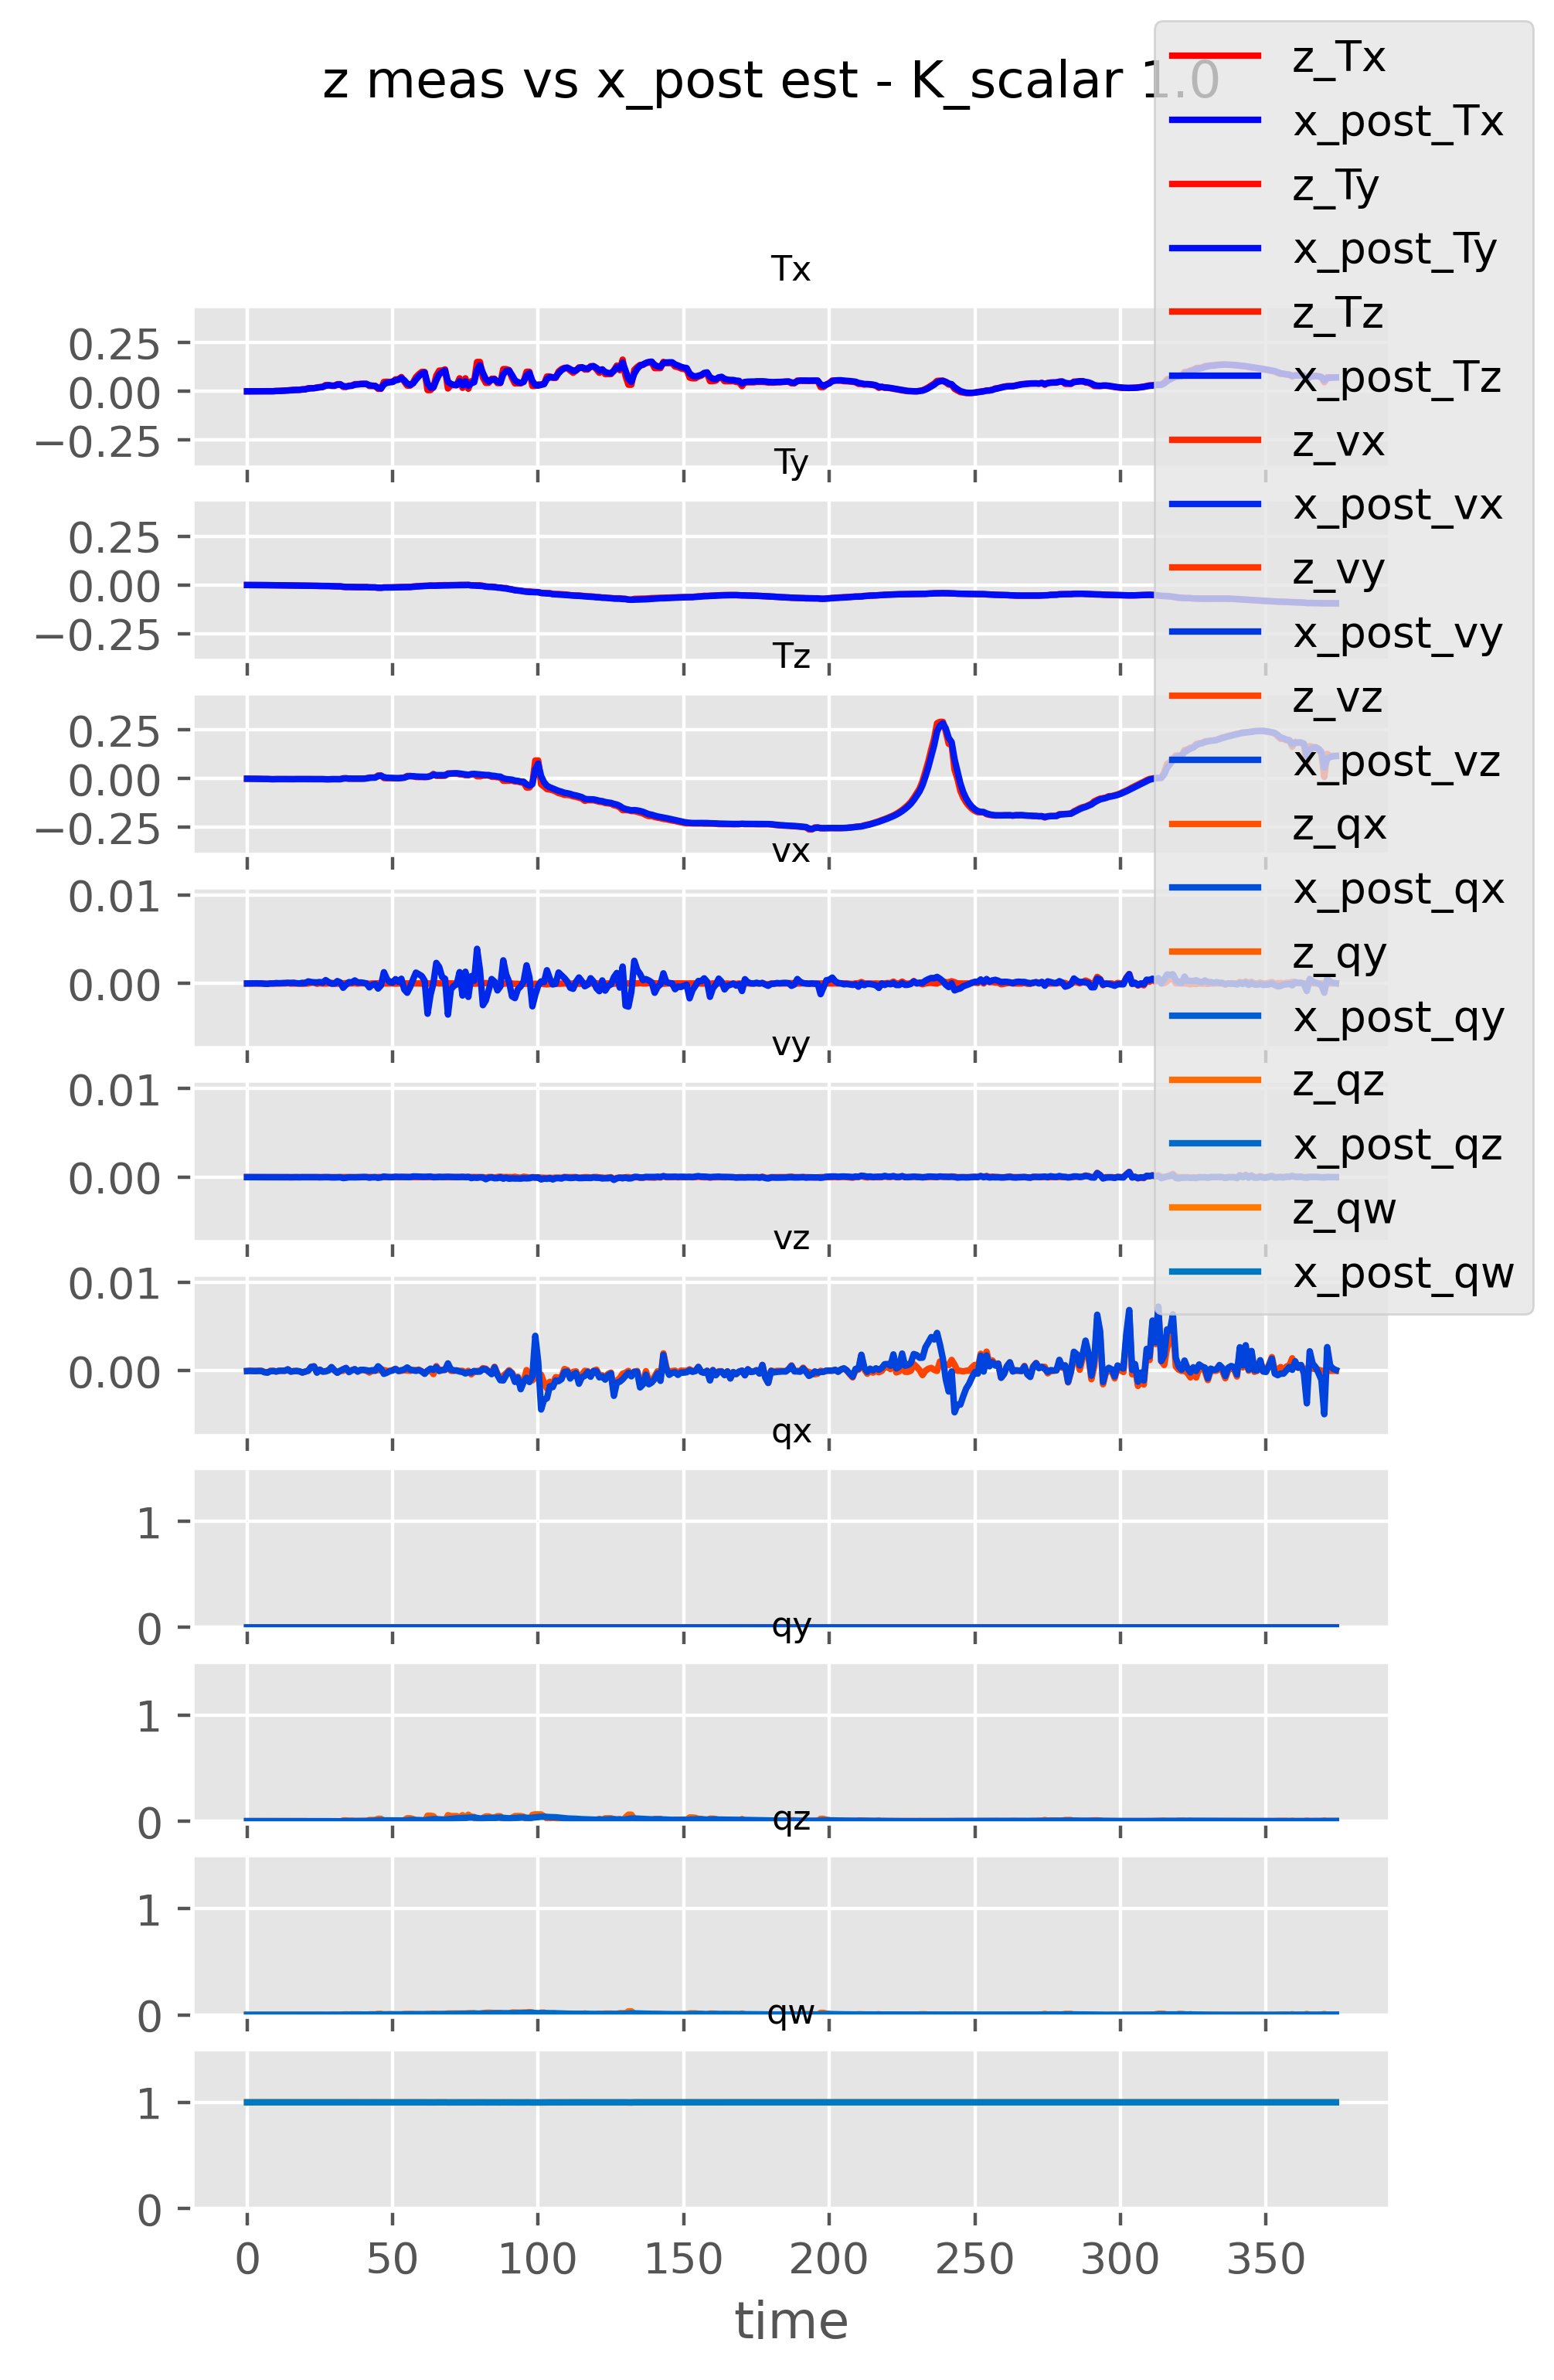 z meas vs x_post est - K_scalar 1.0
z_Tx
x_post_Tx
z_Ty
x_post_Ty
z_Tz
x_post_Tz
z_vx
x_post_vx
z_vy
x_post_vy
z_vz
x_post_vz
z_qx
x_post_qx
z_qy
x_post_qy
z_qz
x_post_qz
z_qw
x_post_qw
Tx
0.25
0.00
−0.25
Ty
0.25
0.00
−0.25
Tz
0.25
0.00
−0.25
vx
0.01
0.00
vy
0.01
0.00
vz
0.01
0.00
qx
1
0
qy
1
0
qz
1
0
qw
1
0
0 50 100 150 200 250 300 350
time